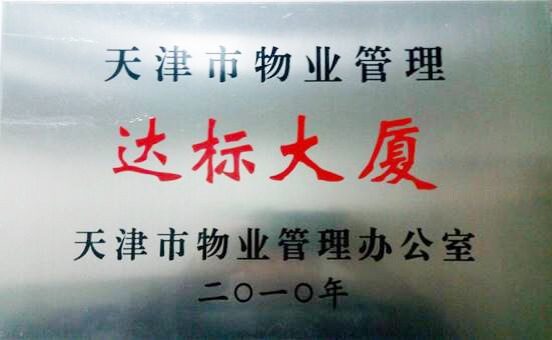 天津市物业管理
达标大厦
天津市物业管理办公室
二〇一〇年